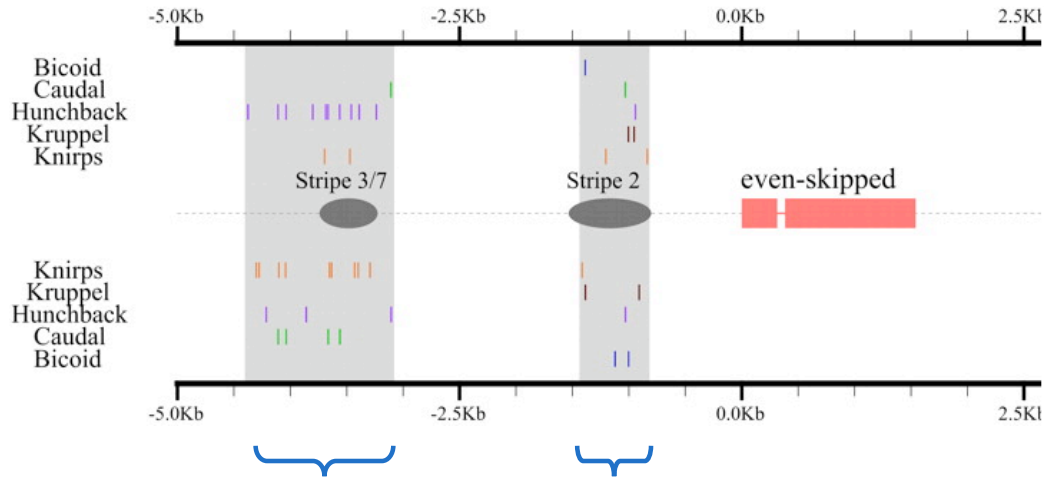 -5.0Kb -2.5Kb 0.0Kb 2.5Kb
Bicoid
Caudal
Hunchback
Kruppel
Knirps
Stripe 3/7 Stripe 2 even-skipped
Knirps
Kruppel
Hunchback
Caudal
Bicoid
-5.0Kb -2.5Kb 0.0Kb 2.5Kb